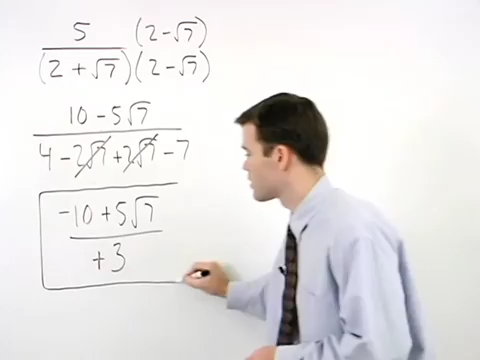 5 (2 - √7)
(2 + √7)(2 - √7)
10 - 5√7
4 - 2√7 + 2√7 - 7
-10 + 5√7
+3